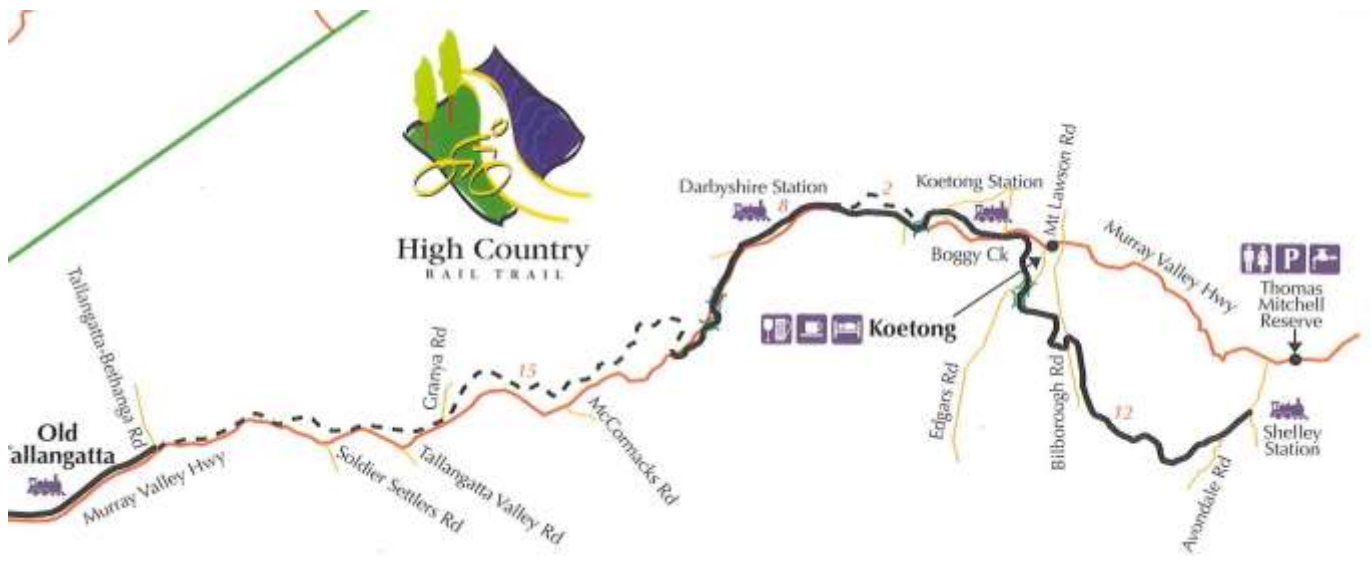 High Country
RAIL TRAIL
Darbyshire Station
8
2
Koetong Station
Mt Lawson Rd
Murray Valley Hwy
Boggy Ck
P
Thomas
Mitchell
Reserve
Koetong
Tallangatta-Bethanga Rd
Granya Rd
15
McCormacks Rd
Edgars Rd
Bilborough Rd
12
Shelley
Station
Avondale Rd
Old
Tallangatta
Murray Valley Hwy
Soldier Settlers Rd
Tallangatta Valley Rd